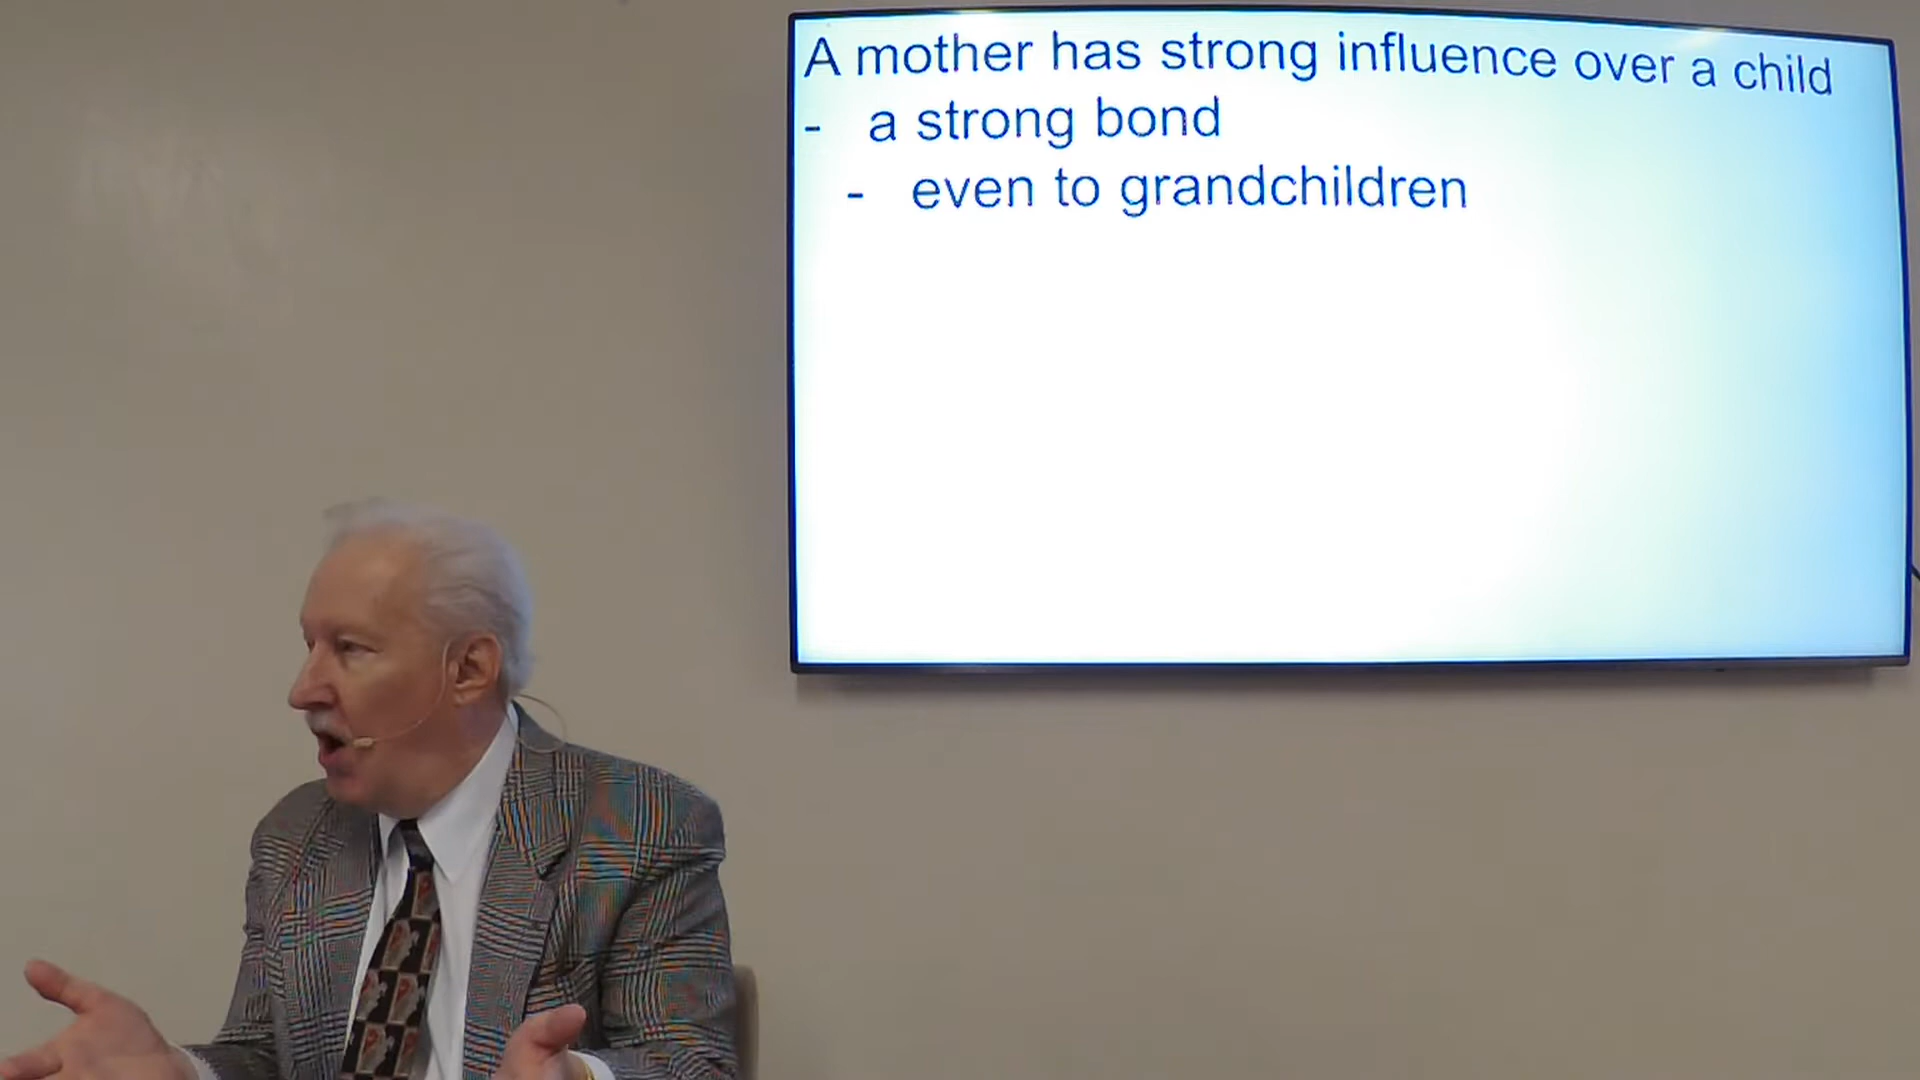 A mother has strong influence over a child
- a strong bond
- even to grandchildren